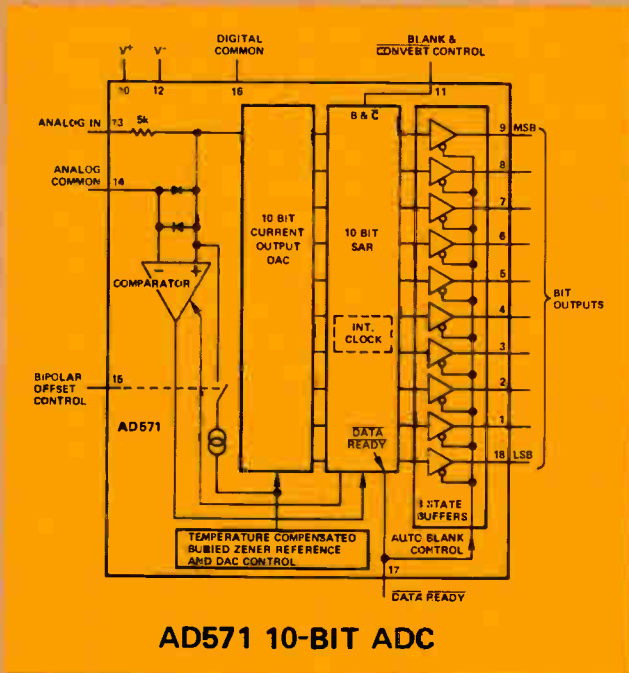 DIGITAL
COMMON
BLANK &
CONVERT CONTROL
V+
V-
10
12
16
11
ANALOG IN
13
5k
B & C
9
MSB
ANALOG
COMMON
14
8
7
10 BIT
CURRENT
OUTPUT
DAC
10 BIT
SAR
6
5
BIT
OUTPUTS
COMPARATOR
- +
INT.
CLOCK
4
3
BIPOLAR
OFFSET
CONTROL
15
2
AD571
1
DATA
READY
18
LSB
3 STATE
BUFFERS
TEMPERATURE COMPENSATED
BURIED ZENER REFERENCE
AND DAC CONTROL
AUTO BLANK
CONTROL
17
DATA READY
AD571 10-BIT ADC